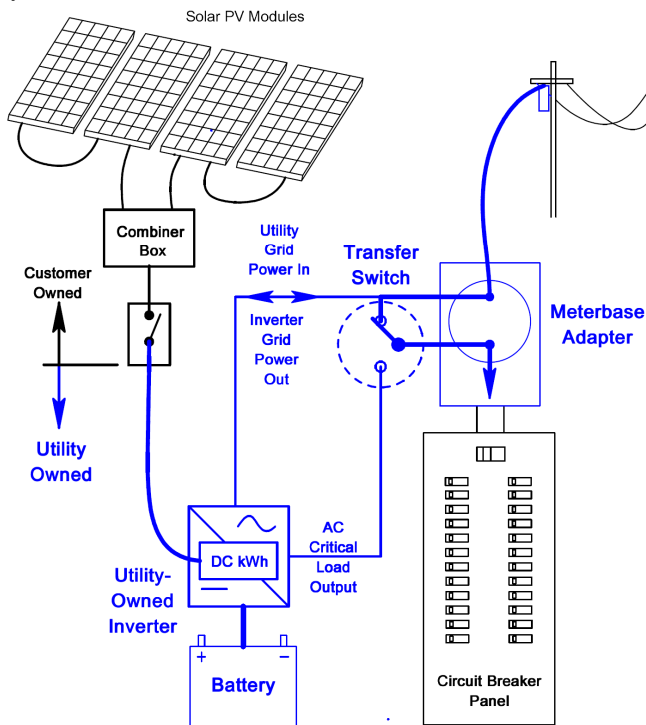 Solar PV Modules
Combiner
Box
Customer
Owned
Utility
Owned
Utility
Grid
Power In
Inverter
Grid
Power
Out
Transfer
Switch
Meterbase
Adapter
DC kWh
AC
Critical
Load
Output
Utility-
Owned
Inverter
+ −
Battery
Circuit Breaker
Panel